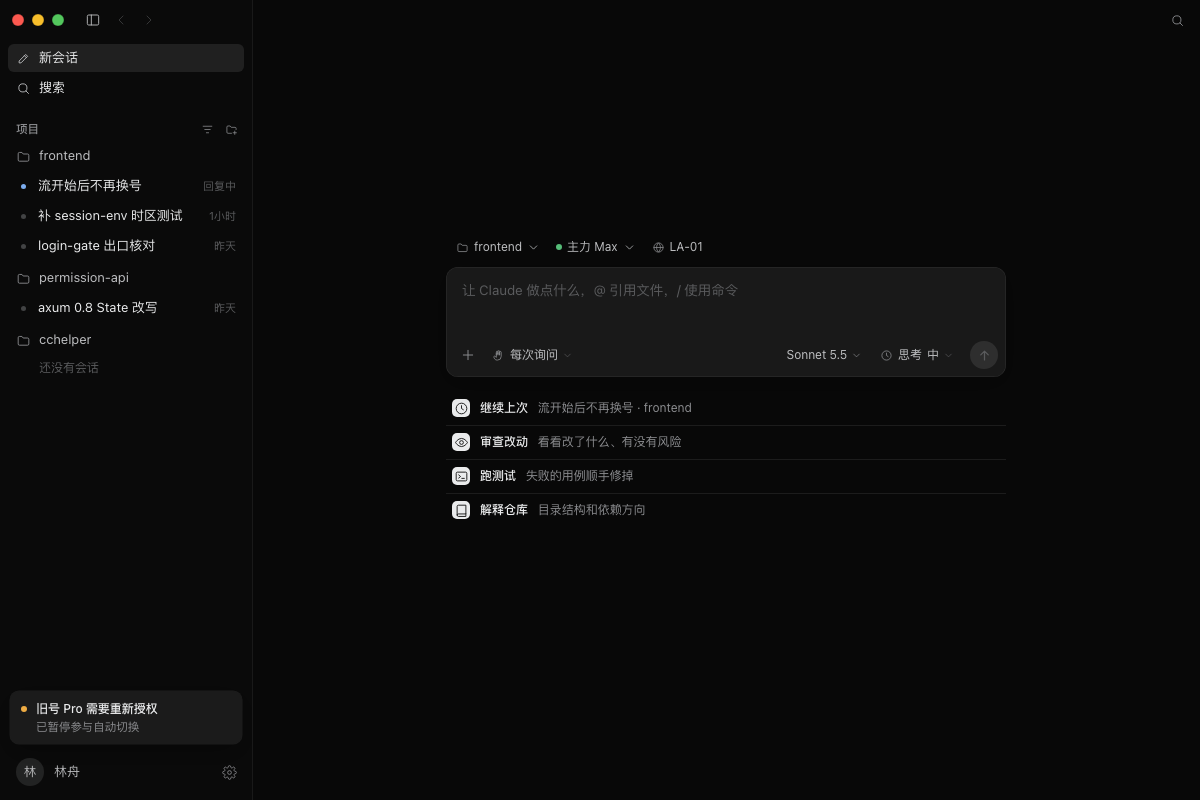 新会话
搜索
项目
frontend
流开始后不再换号 回复中
补 session-env 时区测试 1小时
login-gate 出口核对 昨天
permission-api
axum 0.8 State 改写 昨天
cchelper
还没有会话
旧号 Pro 需要重新授权
已暂停参与自动切换
林 林舟
frontend 主力 Max LA-01
让 Claude 做点什么，@ 引用文件，/ 使用命令
每次询问 Sonnet 5.5 思考 中
继续上次 流开始后不再换号 · frontend
审查改动 看看改了什么、有没有风险
跑测试 失败的用例顺手修掉
解释仓库 目录结构和依赖方向